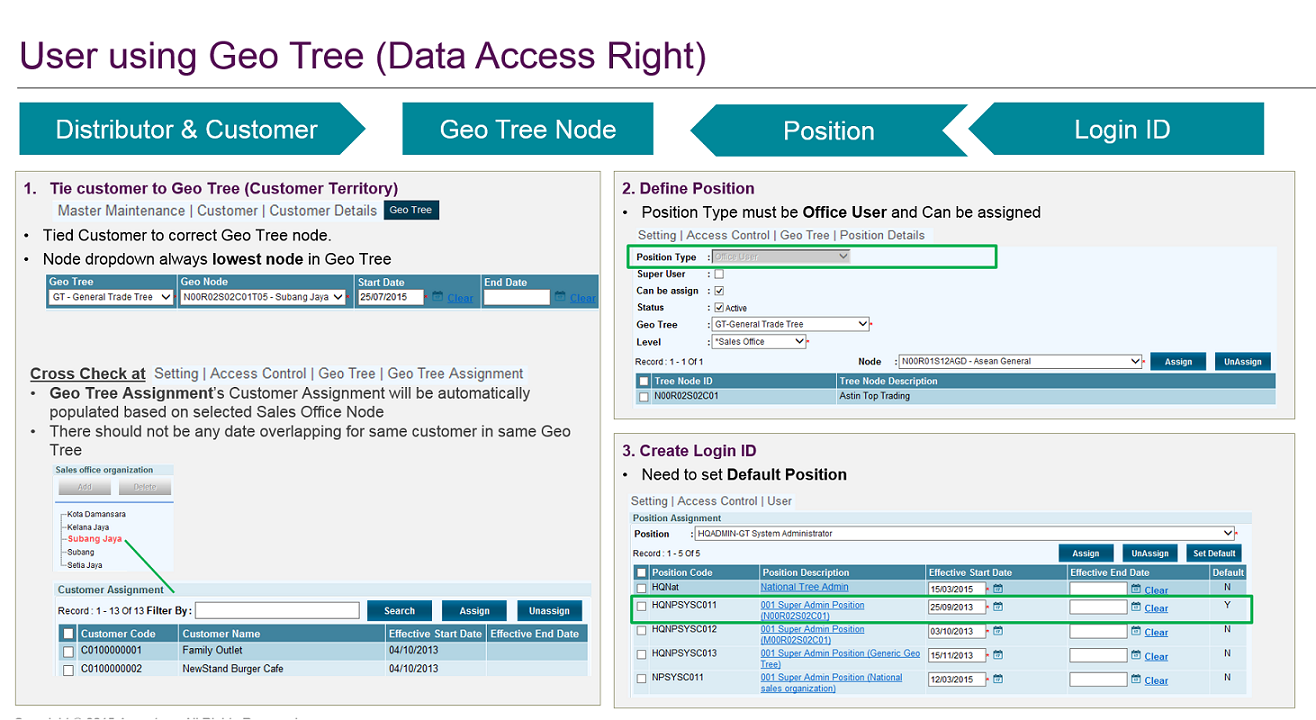 User using Geo Tree (Data Access Right)
Distributor & Customer
Geo Tree Node
Position
Login ID
1. Tie customer to Geo Tree (Customer Territory)
Master Maintenance | Customer | Customer Details Geo Tree
• Tied Customer to correct Geo Tree node.
• Node dropdown always lowest node in Geo Tree
Geo Tree Geo Node Start Date End Date
GT - General Trade Tree N00R02S02C01T05 - Subang Jaya * 25/07/2015 * Clear Clear
Cross Check at Setting | Access Control | Geo Tree | Geo Tree Assignment
• Geo Tree Assignment's Customer Assignment will be automatically
populated based on selected Sales Office Node
• There should not be any date overlapping for same customer in same Geo
Tree
Sales office organization
Add Delete
Kota Damansara
Kelana Jaya
Subang Jaya
Subang
Setia Jaya
Customer Assignment
Record : 1 - 13 Of 13 Filter By : Search Assign Unassign
Customer Code Customer Name Effective Start Date Effective End Date
C0100000001 Family Outlet 04/10/2013
C0100000002 NewStand Burger Cafe 04/10/2013
2. Define Position
• Position Type must be Office User and Can be assigned
Setting | Access Control | Geo Tree | Position Details
Position Type : Office User
Super User :
Can be assign :
Status : Active
Geo Tree : GT-General Trade Tree *
Level : *Sales Office *
Record : 1 - 1 Of 1 Node : N00R01S12AGD - Asean General * Assign UnAssign
Tree Node ID Tree Node Description
N00R02S02C01 Astin Top Trading
3. Create Login ID
• Need to set Default Position
Setting | Access Control | User
Position Assignment
Position : HQADMIN-GT System Administrator *
Record : 1 - 5 Of 5 Assign UnAssign Set Default
Position Code Position Description Effective Start Date Effective End Date Default
HQNat National Tree Admin 15/03/2015 * Clear N
HQNPSYSC011 001 Super Admin Position 25/09/2013 * Clear Y
(N00R02S02C01)
HQNPSYSC012 001 Super Admin Position 03/10/2013 * Clear N
(M00R02S02C01)
HQNPSYSC013 001 Super Admin Position (Generic Geo 15/11/2013 * Clear N
Tree)
NPSYSC011 001 Super Admin Position (National 12/03/2015 * Clear N
sales organization)